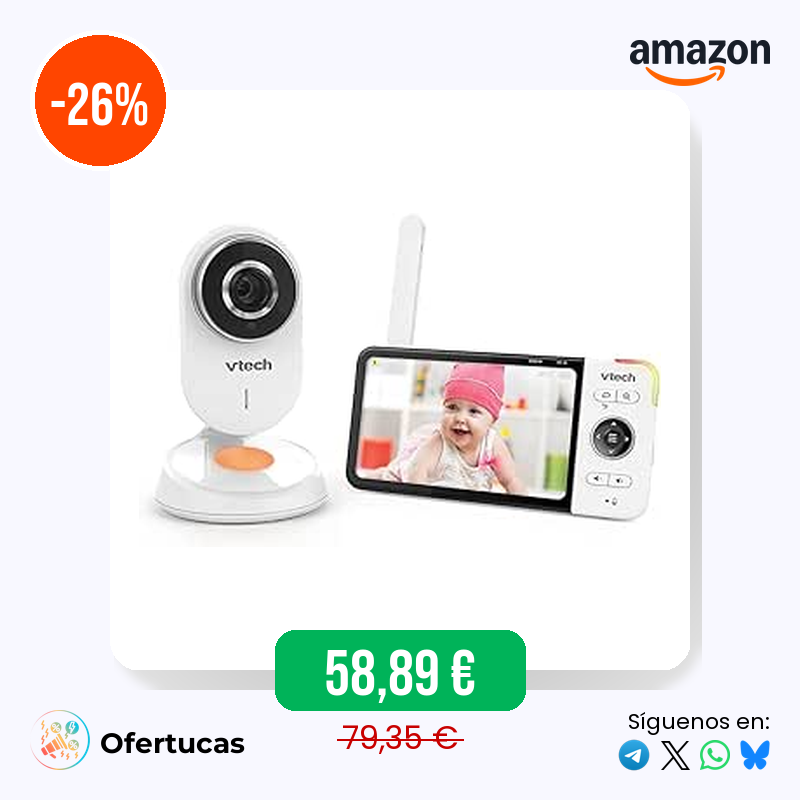 -26%
amazon
vtech
vtech
58,89 €
79,35 €
Ofertucas
Síguenos en: